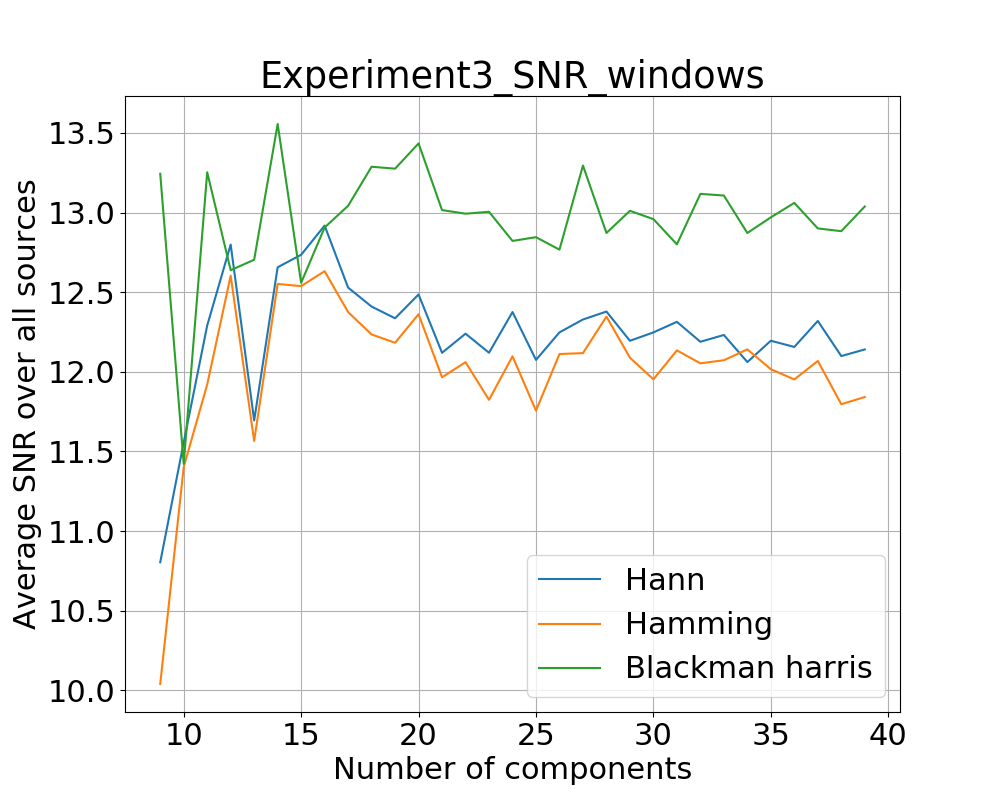 Experiment3_SNR_windows
Average SNR over all sources
13.5
13.0
12.5
12.0
11.5
11.0
10.5
10.0
Hann
Hamming
Blackman harris
10 15 20 25 30 35 40
Number of components